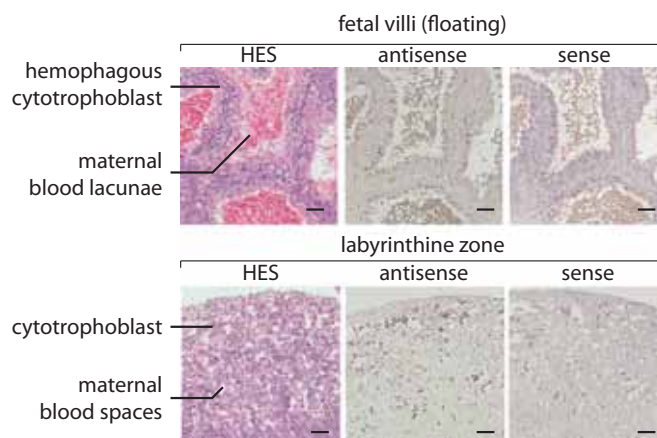 fetal villi (floating)
HES antisense sense
hemophagous
cytotrophoblast
maternal
blood lacunae
labyrinthine zone
HES antisense sense
cytotrophoblast
maternal
blood spaces